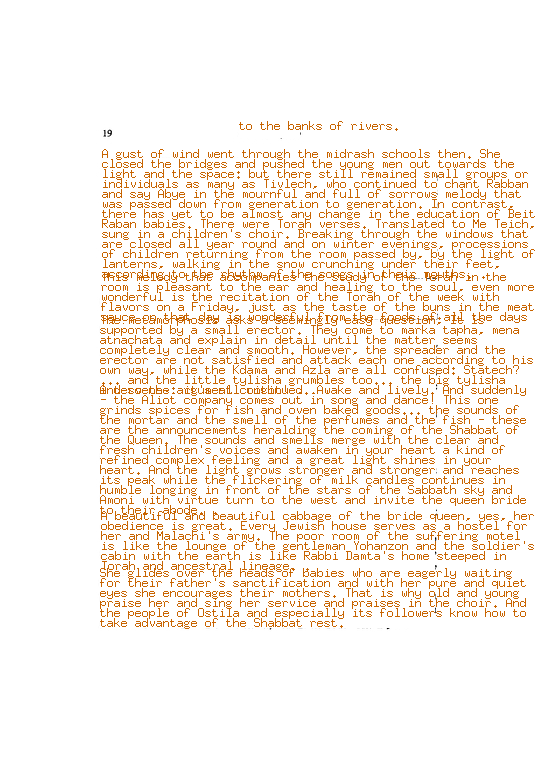 to the banks of rivers.
19
A gust of wind went through the midrash schools then. She
closed the bridges and pushed the young men out towards the
light and the space; but there still remained small groups or
individuals as many as Tivlech, who continued to chant Rabban
and say Abye in the mournful and full of sorrows melody that
was passed down from generation to generation. In contrast,
there has yet to be almost any change in the education of Beit
Raban babies. There were Torah verses, Translated to Me Teich,
sung in a children's choir. Breaking through the windows that
are closed all year round and on winter evenings, processions
of children returning from the room passed by, by the light of
lanterns, walking in the snow crunching under their feet,
according to the rhythm of the songs in their mouths.
This melody that accompanies the study of the Torah in the
room is pleasant to the ear and healing to the soul, even more
wonderful is the recitation of the Torah of the week with
flavors on a Friday, just as the taste of the buns in the meat
sauce on that day is wonderful from the foods of all the days
The Metamorphosis asks a seemingly easy question, it is
supported by a small erector. They come to marka tapha, mena
atnachata and explain in detail until the matter seems
completely clear and smooth. However, the spreader and the
erector are not satisfied and attack each one according to his
own way, while the Kdama and Azla are all confused: Statech?
... and the little tylisha grumbles too... the big tylisha
Awake and lively. And suddenly
- the Aliot company comes out in song and dance! This one
grinds spices for fish and oven baked goods... the sounds of
the mortar and the smell of the perfumes and the fish - these
are the announcements heralding the coming of the Shabbat of
the Queen. The sounds and smells merge with the clear and
fresh children's voices and awaken in your heart a kind of
refined complex feeling and a great light shines in your
heart. And the light grows stronger and stronger and reaches
its peak while the flickering of milk candles continues in
humble longing in front of the stars of the Sabbath sky and
Amoni with virtue turn to the west and invite the queen bride
to their abode.
A beautiful and beautiful cabbage of the bride queen, yes, her
obedience is great. Every Jewish house serves as a hostel for
her and Malachi's army. The poor room of the suffering motel
is like the lounge of the gentleman Yohanzon and the soldier's
cabin with the earth is like Rabbi Damta's home steeped in
Torah and ancestral lineage.
She glides over the heads of babies who are eagerly waiting
for their father's sanctification and with her pure and quiet
eyes she encourages their mothers. That is why old and young
praise her and sing her service and praises in the choir. And
the people of Ostila and especially its followers know how to
take advantage of the Shabbat rest.